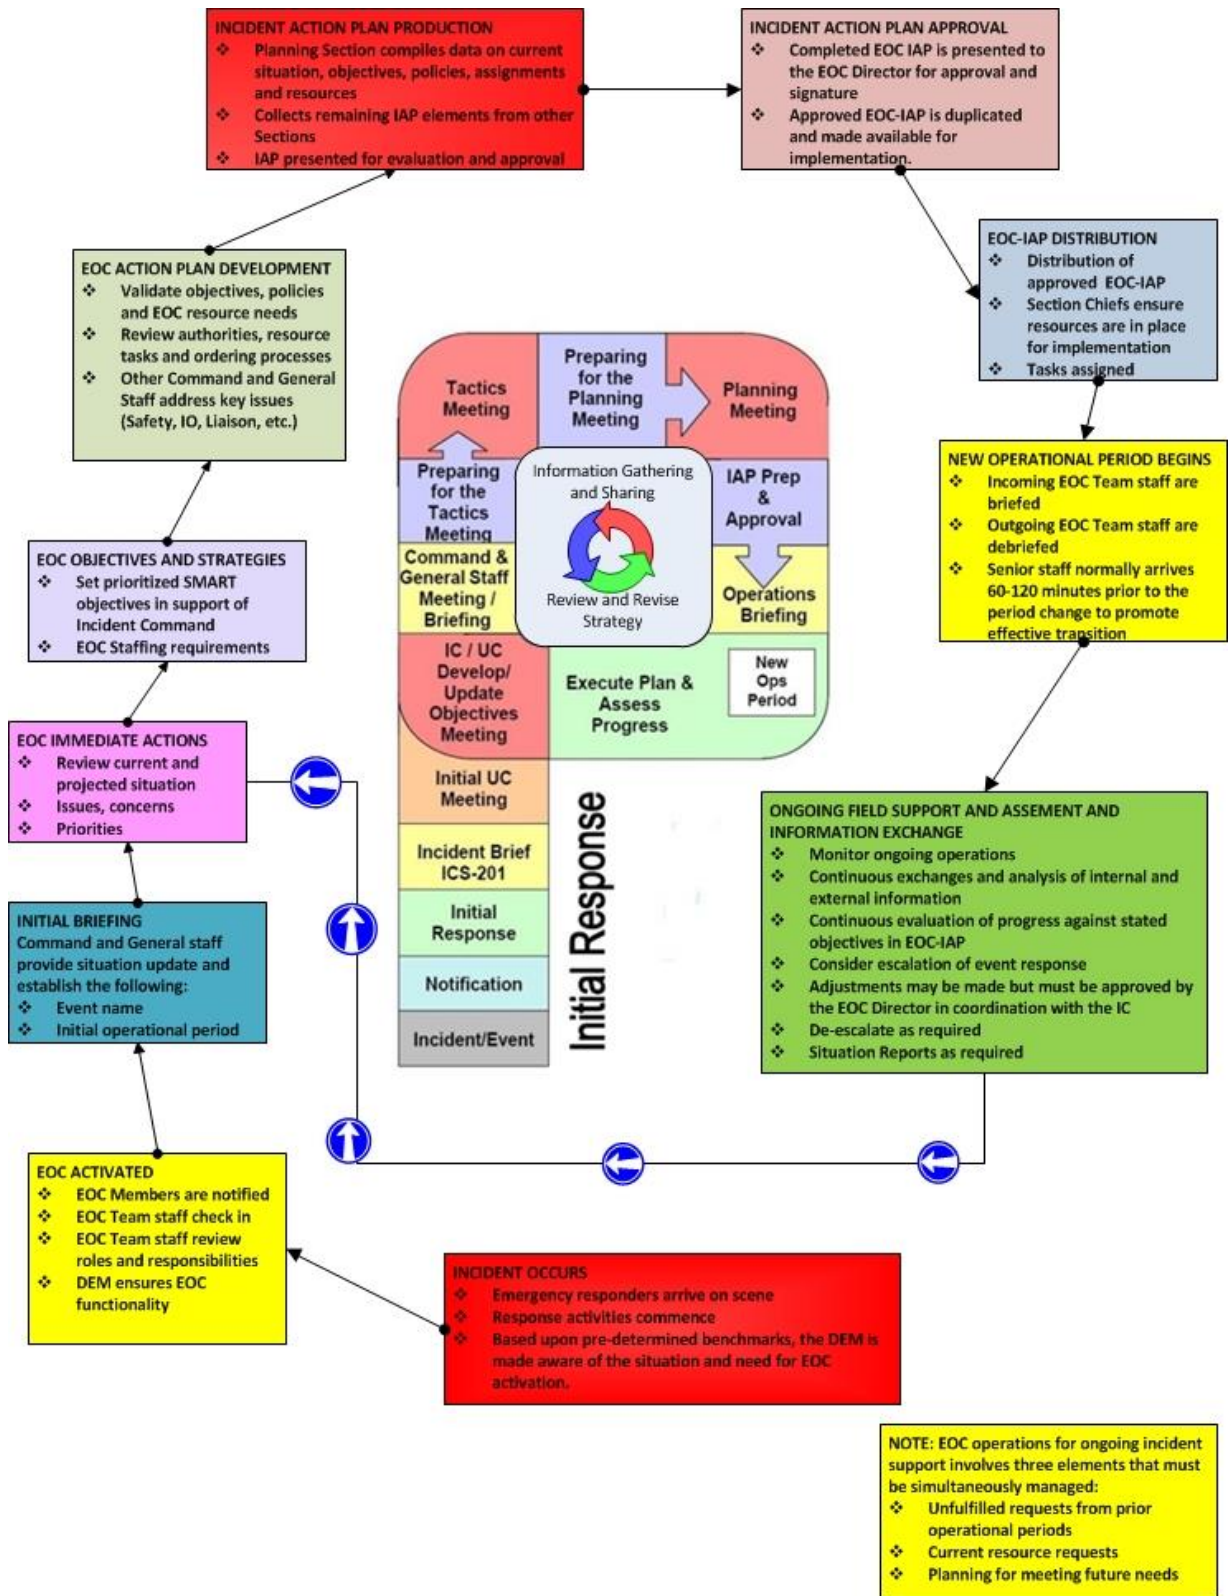 INCIDENT ACTION PLAN PRODUCTION
❖ Planning Section compiles data on current
situation, objectives, policies, assignments
and resources
❖ Collects remaining IAP elements from other
Sections
❖ IAP presented for evaluation and approval
INCIDENT ACTION PLAN APPROVAL
❖ Completed EOC IAP is presented to
the EOC Director for approval and
signature
❖ Approved EOC-IAP is duplicated
and made available for
implementation.
EOC-IAP DISTRIBUTION
❖ Distribution of
approved EOC-IAP
❖ Section Chiefs ensure
resources are in place
for implementation
❖ Tasks assigned
EOC ACTION PLAN DEVELOPMENT
❖ Validate objectives, policies
and EOC resource needs
❖ Review authorities, resource
tasks and ordering processes
❖ Other Command and General
Staff address key issues
(Safety, IO, Liaison, etc.)
Tactics
Meeting
Preparing
for the
Planning
Meeting
Planning
Meeting
Preparing
for the
Tactics
Meeting
Information Gathering
and Sharing
Review and Revise
Strategy
IAP Prep
&
Approval
Command &
General Staff
Meeting /
Briefing
Operations
Briefing
IC / UC
Develop/
Update
Objectives
Meeting
Execute Plan &
Assess
Progress
New
Ops
Period
Initial UC
Meeting
Incident Brief
ICS-201
Initial
Response
Notification
Incident/Event
Initial Response
NEW OPERATIONAL PERIOD BEGINS
❖ Incoming EOC Team staff are
briefed
❖ Outgoing EOC Team staff are
debriefed
❖ Senior staff normally arrives
60-120 minutes prior to the
period change to promote
effective transition
EOC OBJECTIVES AND STRATEGIES
❖ Set prioritized SMART
objectives in support of
Incident Command
❖ EOC Staffing requirements
EOC IMMEDIATE ACTIONS
❖ Review current and
projected situation
❖ Issues, concerns
❖ Priorities
ONGOING FIELD SUPPORT AND ASSEMENT AND
INFORMATION EXCHANGE
❖ Monitor ongoing operations
❖ Continuous exchanges and analysis of internal and
external information
❖ Continuous evaluation of progress against stated
objectives in EOC-IAP
❖ Consider escalation of event response
❖ Adjustments may be made but must be approved by
the EOC Director in coordination with the IC
❖ De-escalate as required
❖ Situation Reports as required
INITIAL BRIEFING
Command and General staff
provide situation update and
establish the following:
❖ Event name
❖ Initial operational period
EOC ACTIVATED
❖ EOC Members are notified
❖ EOC Team staff check in
❖ EOC Team staff review
roles and responsibilities
❖ DEM ensures EOC
functionality
INCIDENT OCCURS
❖ Emergency responders arrive on scene
❖ Response activities commence
❖ Based upon pre-determined benchmarks, the DEM is
made aware of the situation and need for EOC
activation.
NOTE: EOC operations for ongoing incident
support involves three elements that must
be simultaneously managed:
❖ Unfulfilled requests from prior
operational periods
❖ Current resource requests
❖ Planning for meeting future needs